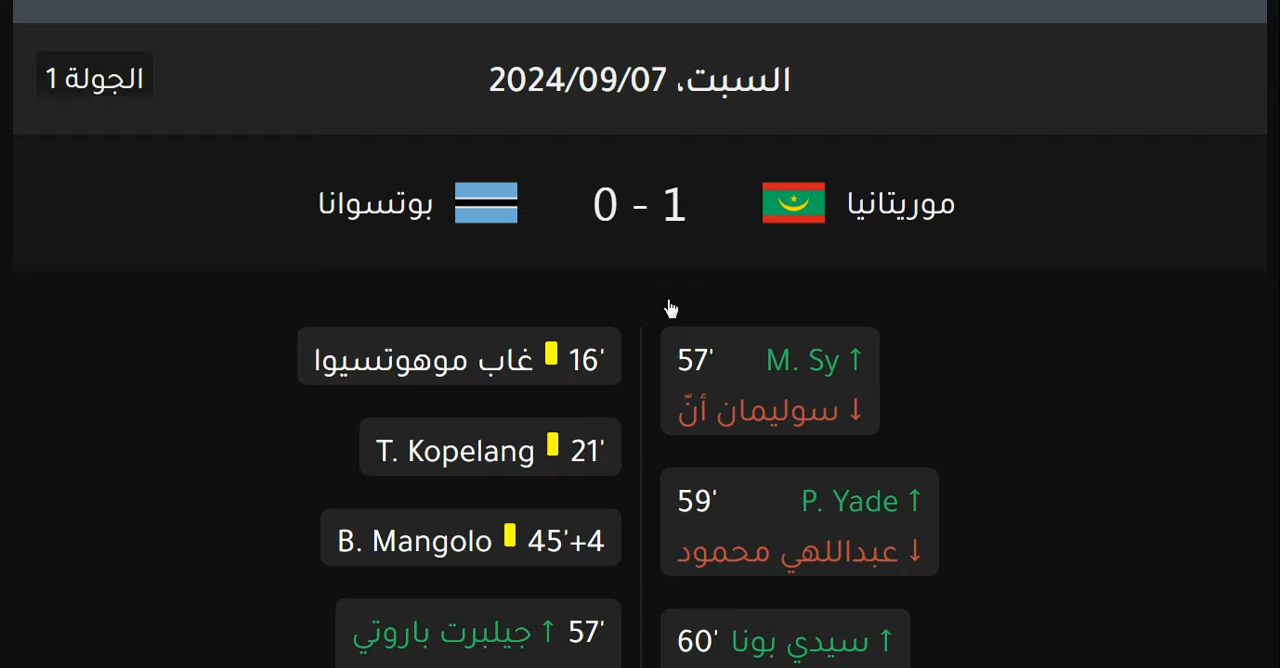 السبت، 2024/09/07
الجولة 1
موريتانيا 1 - 0 بوتسوانا
57' M. Sy ↑
↓ سوليمان أنّ
59' P. Yade ↑
↓ عبداللهي محمود
60' سيدي بونا ↑
16' غاب موهوتسيوا
T. Kopelang 21'
B. Mangolo 45'+4
57' ↑ جيلبرت باروتي